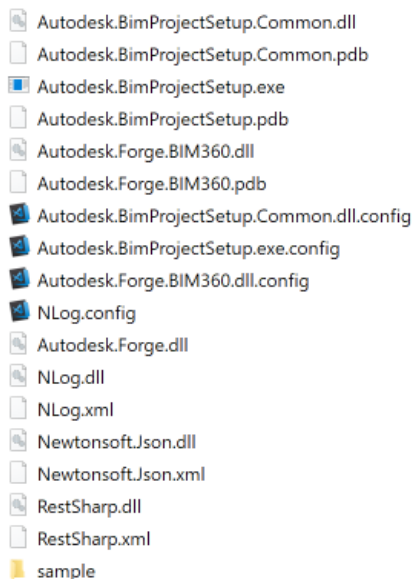 Autodesk.BimProjectSetup.Common.dll
Autodesk.BimProjectSetup.Common.pdb
Autodesk.BimProjectSetup.exe
Autodesk.BimProjectSetup.pdb
Autodesk.Forge.BIM360.dll
Autodesk.Forge.BIM360.pdb
Autodesk.BimProjectSetup.Common.dll.config
Autodesk.BimProjectSetup.exe.config
Autodesk.Forge.BIM360.dll.config
NLog.config
Autodesk.Forge.dll
NLog.dll
NLog.xml
Newtonsoft.Json.dll
Newtonsoft.Json.xml
RestSharp.dll
RestSharp.xml
sample